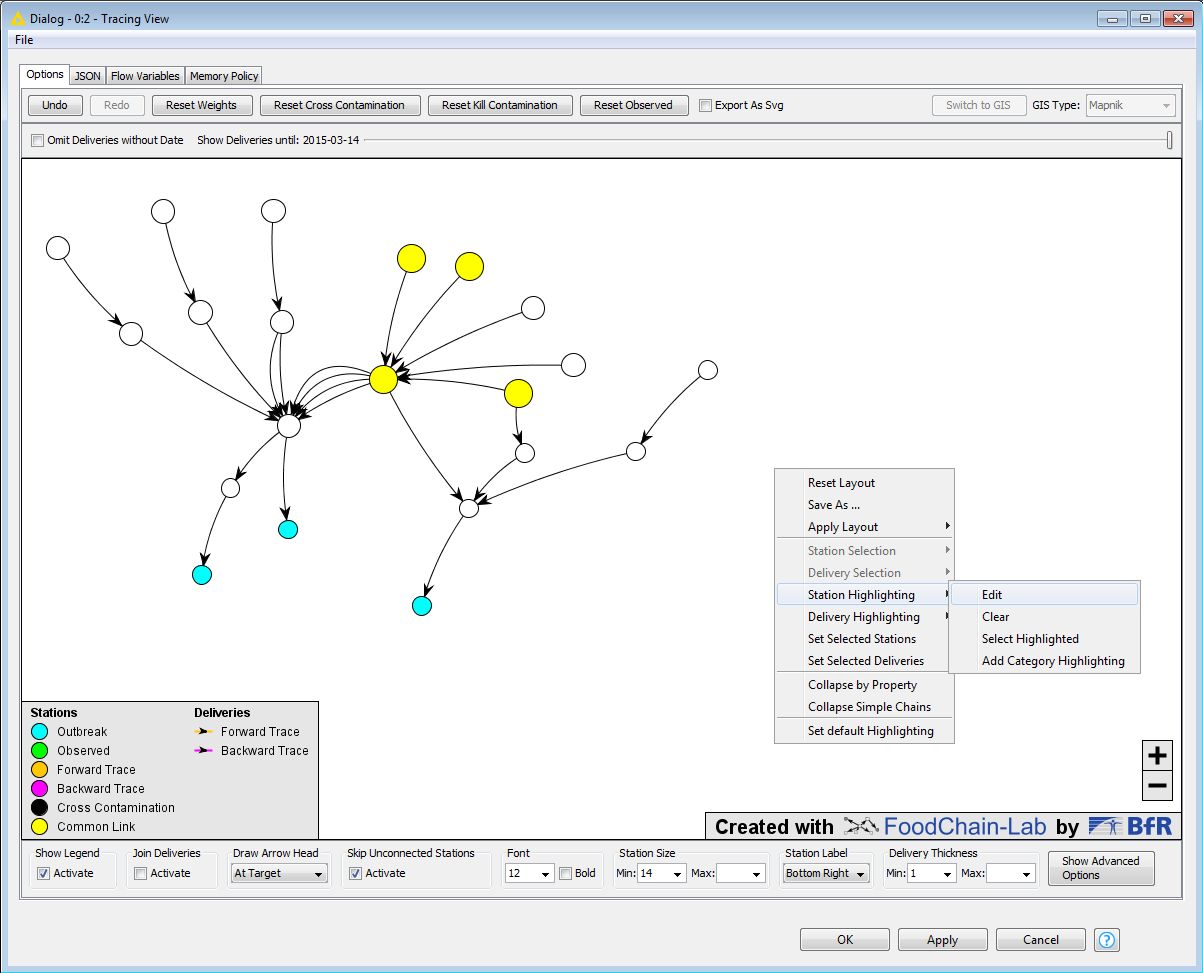 Dialog - 0:2 - Tracing View
File
Options JSON Flow Variables Memory Policy
Undo Redo Reset Weights Reset Cross Contamination Reset Kill Contamination Reset Observed Export As Svg Switch to GIS GIS Type: Mapnik
Omit Deliveries without Date Show Deliveries until: 2015-03-14
Reset Layout
Save As ...
Apply Layout
Station Selection
Delivery Selection
Station Highlighting
Delivery Highlighting
Set Selected Stations
Set Selected Deliveries
Collapse by Property
Collapse Simple Chains
Set default Highlighting
Edit
Clear
Select Highlighted
Add Category Highlighting
Stations Deliveries
Outbreak Forward Trace
Observed Backward Trace
Forward Trace
Backward Trace
Cross Contamination
Common Link
+
−
Created with FoodChain-Lab by BfR
Show Legend Join Deliveries Draw Arrow Head Skip Unconnected Stations Font Station Size Station Label Delivery Thickness
Activate Activate At Target Activate 12 Bold Min: 14 Max: Bottom Right Min: 1 Max: Show Advanced Options
OK Apply Cancel ?